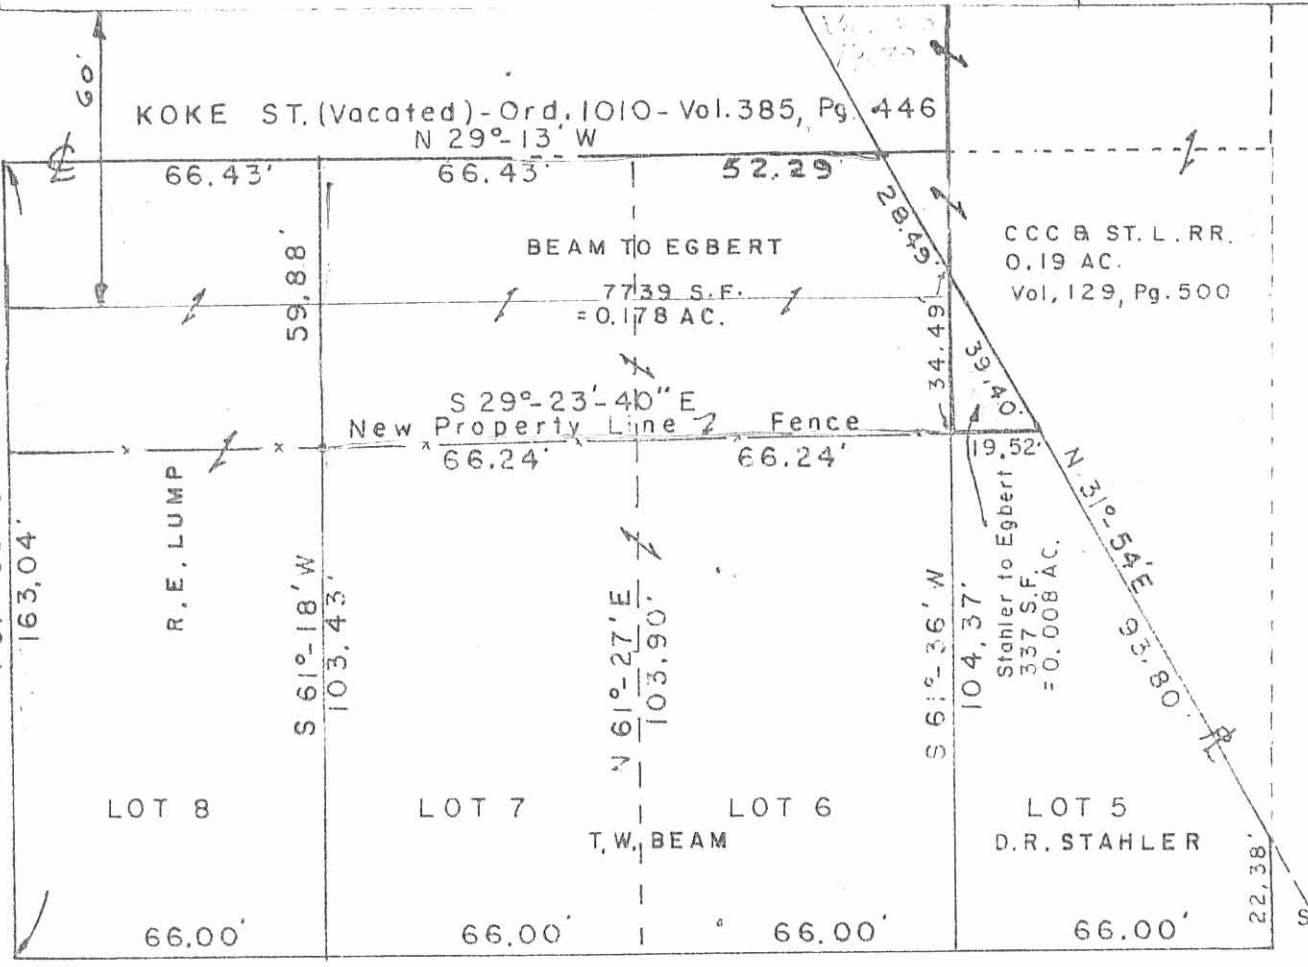 60'
KOKE ST. (Vacated) - Ord. 1010 - Vol. 385, Pg. 446
N 29°-13' W
66.43'
66.43'
52.29
28.49'
CCC & ST. L. RR.
0.19 AC.
Vol, 129, Pg. 500
BEAM TO EGBERT
7739 S.F.
= 0.178 AC.
59.88'
34.49
39.40'
S 29°-23'-40" E
New Property Line
Fence
66.24'
66.24'
19.52'
163.04'
R. E. LUMP
S 61°-18' W
103.43'
N 61°-27' E
103.90'
S 61°-36' W
104.37'
Stahler to Egbert
337 S.F.
= 0.008 AC.
N 31°-54' E
93.80'
LOT 8
LOT 7
LOT 6
LOT 5
T. W. BEAM
D. R. STAHLER
22.38'
66.00'
66.00'
66.00'
66.00'
S